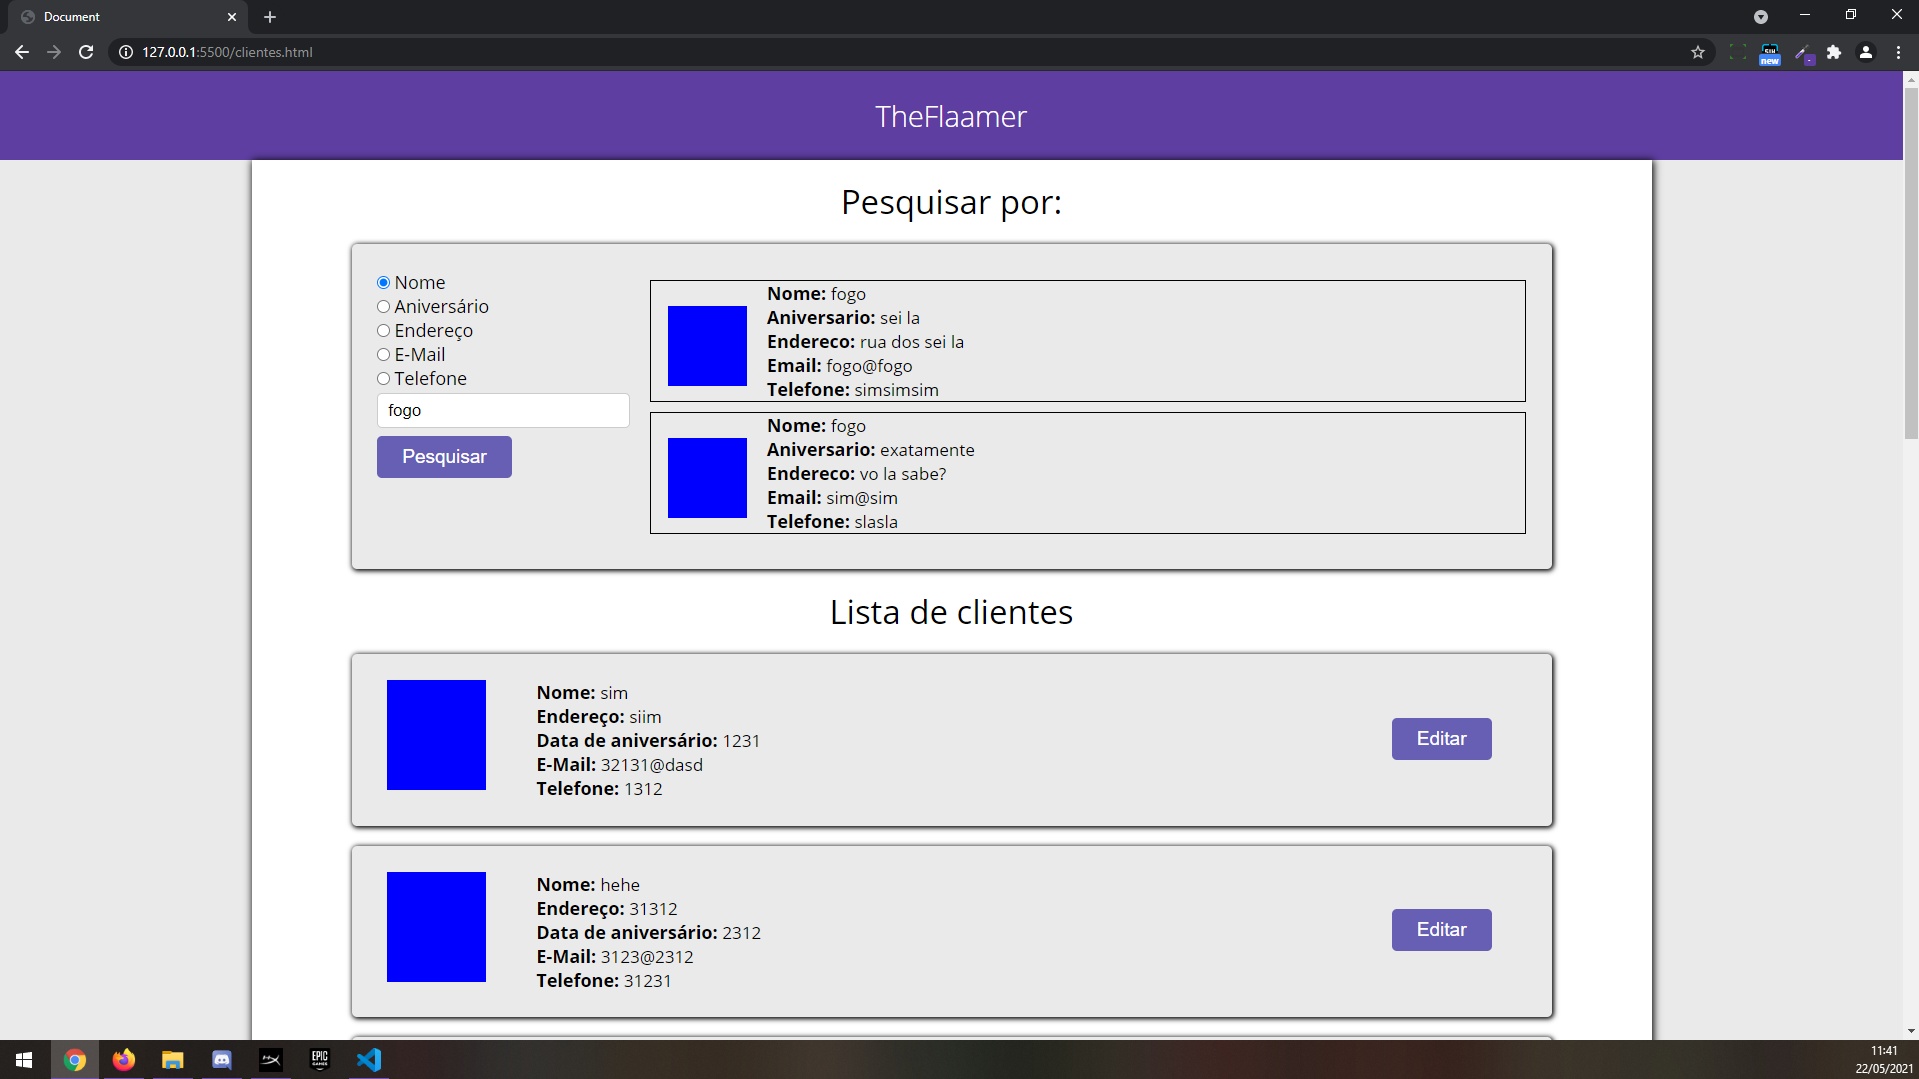 Document
127.0.0.1:5500/clientes.html
new
TheFlaamer
Pesquisar por:
Nome
Aniversário
Endereço
E-Mail
Telefone
fogo
Pesquisar
Nome: fogo
Aniversario: sei la
Endereco: rua dos sei la
Email: fogo@fogo
Telefone: simsimsim
Nome: fogo
Aniversario: exatamente
Endereco: vo la sabe?
Email: sim@sim
Telefone: slasla
Lista de clientes
Nome: sim
Endereço: siim
Data de aniversário: 1231
E-Mail: 32131@dasd
Telefone: 1312
Editar
Nome: hehe
Endereço: 31312
Data de aniversário: 2312
E-Mail: 3123@2312
Telefone: 31231
Editar
EPIC
GAMES
11:41
22/05/2021